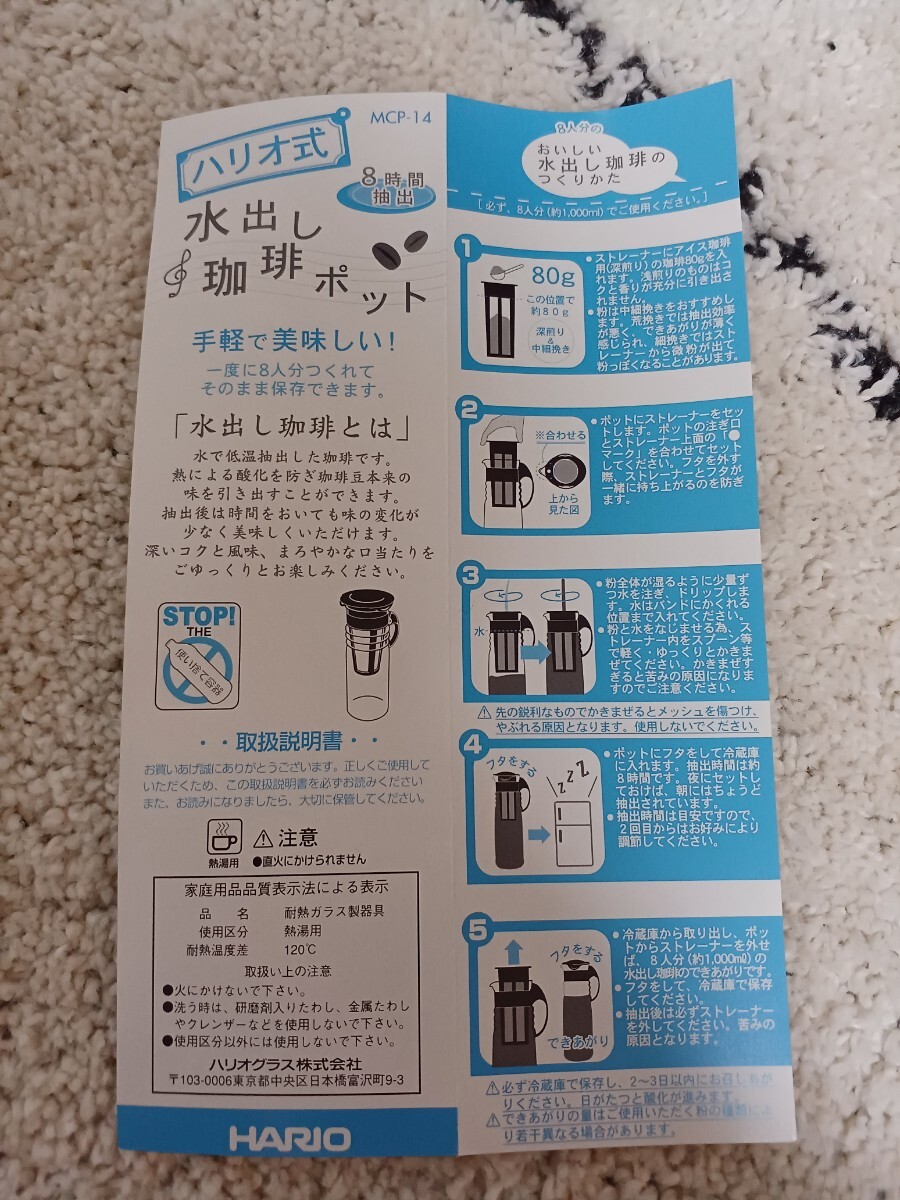 MCP-14
ハリオ式
8時間
抽出
水出し
珈琲ポット
手軽で美味しい!
一度に8人分つくれて
そのまま保存できます。
「水出し珈琲とは」
水で低温抽出した珈琲です。
熱による酸化を防ぎ珈琲豆本来の
味を引き出すことができます。
抽出後は時間をおいても味の変化が
少なく美味しくいただけます。
深いコクと風味、まろやかな口当たりを
ごゆっくりとお楽しみください。
STOP!
THE
使い捨て容器
・・取扱説明書・・
お買いあげ誠にありがとうございます。正しくご使用して
いただくため、この取扱説明書を必ずお読みください
また、お読みになりましたら、大切に保管してください。
熱湯用
⚠注意
●直火にかけられません
家庭用品品質表示法による表示
品 名 耐熱ガラス製器具
使用区分 熱湯用
耐熱温度差 120℃
取扱い上の注意
●火にかけないで下さい。
●洗う時は、研磨剤入りたわし、金属たわし
やクレンザーなどを使用しないで下さい。
●使用区分以外には使用しないで下さい。
ハリオグラス株式会社
〒103-0006東京都中央区日本橋富沢町9-3
HARIO
8人分の
おいしい
水出し珈琲の
つくりかた
[必ず、8人分(約1,000ml)でご使用ください。]
1
80g
この位置で
約80g
深煎り
&
中細挽き
●ストレーナーにアイス珈琲
用(深煎り)の珈琲80gを入
れます。浅煎りのものはコ
クと香りが充分に引き出さ
れません。
●粉は中細挽きをおすすめし
ます。荒挽きでは抽出効率
が悪く、できあがりが薄く
感じられ、細挽きではスト
レーナーから微粉が出て
粉っぽくなることがあります。
2
※合わせる
上から
見た図
●ポットにストレーナーをセッ
トします。ポットの注ぎ口
とストレーナー上面の「●
マーク」を合わせてセット
してください。フタを外す
際、ストレーナーとフタが
一緒に持ち上がるのを防ぎ
ます。
3
水
●粉全体が湿るように少量ず
つ水を注ぎ、ドリップしま
す。水はバンドにかくれる
位置まで入れてください。
●粉と水をなじませる為、ス
トレーナー内をスプーン等
で軽く・ゆっくりとかきま
ぜてください。かきまぜす
ぎると苦みの原因になりま
すのでご注意ください。
⚠先の鋭利なものでかきまぜるとメッシュを傷つけ、
やぶれる原因となります。使用しないでください。
4
フタをする
zzZ
●ポットにフタをして冷蔵庫
に入れます。抽出時間は約
8時間です。夜にセットし
ておけば、朝にはちょうど
抽出されています。
●抽出時間は目安ですので、
2回目からはお好みにより
調節してください。
5
フタをする
できあがり
●冷蔵庫から取り出し、ポッ
トからストレーナーを外せ
ば、8人分(約1,000ml)の
水出し珈琲のできあがりです。
●フタをして、冷蔵庫で保存
してください。
●抽出後は必ずストレーナー
を外してください。苦みの
原因となります。
⚠必ず冷蔵庫で保存し、2〜3日以内にお召しあが
りください。日がたつと酸化が進みます。
⚠できあがりの量はご使用いただく粉の種類によ
り若干異なる場合があります。